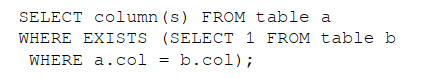 SELECT column(s) FROM table a
WHERE EXISTS (SELECT 1 FROM table b
WHERE a.col = b.col);